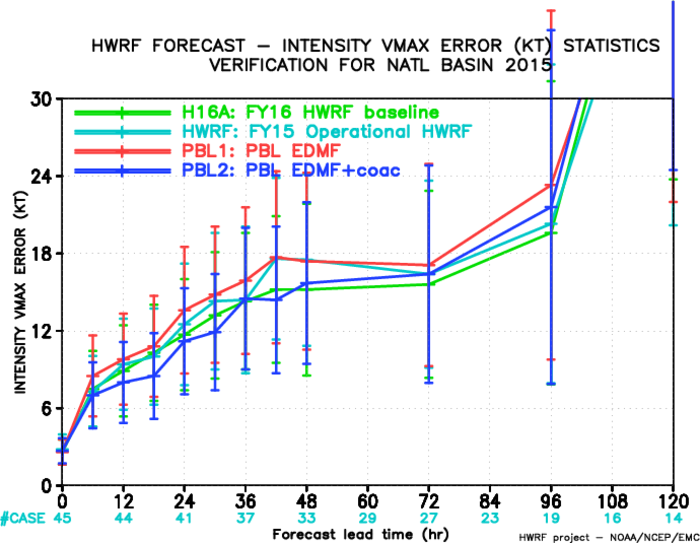 HWRF FORECAST – INTENSITY VMAX ERROR (KT) STATISTICS
VERIFICATION FOR NATL BASIN 2015
H16A: FY16 HWRF baseline
HWRF: FY15 Operational HWRF
PBL1: PBL EDMF
PBL2: PBL EDMF+coac
INTENSITY VMAX ERROR (KT)
30
24
18
12
6
0
0 12 24 36 48 60 72 84 96 108 120
#CASE 45 44 41 37 33 29 27 23 19 16 14
Forecast lead time (hr)
HWRF project – NOAA/NCEP/EMC